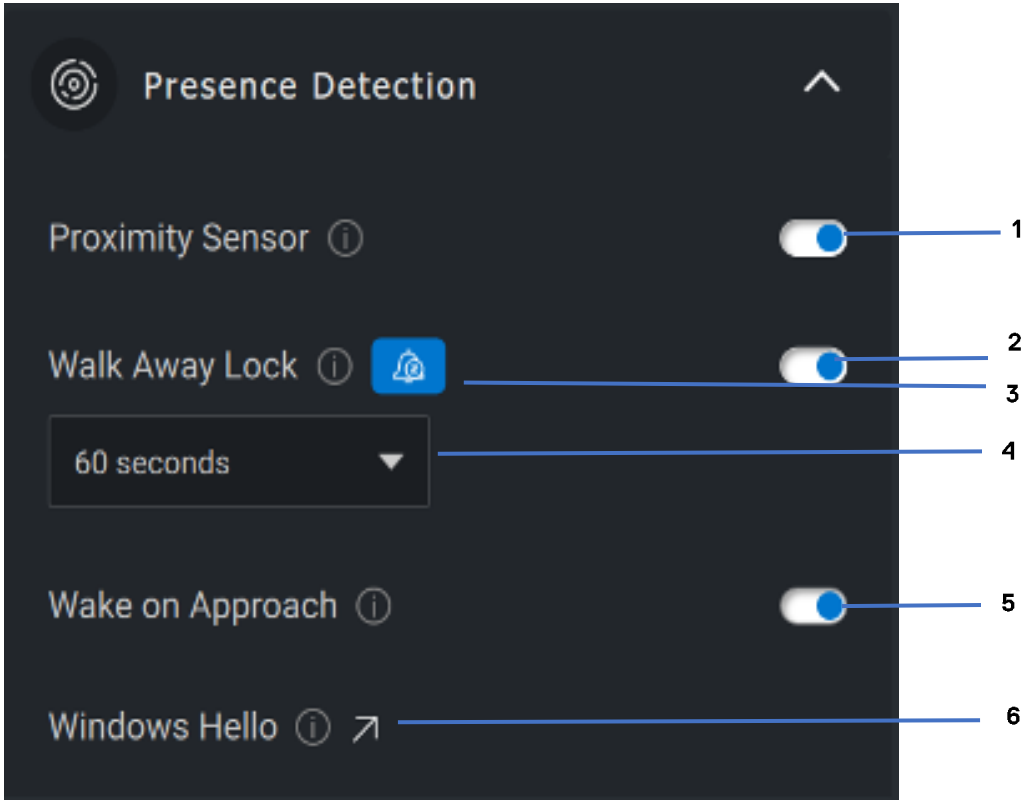 Presence Detection
Proximity Sensor
1
Walk Away Lock
2
3
60 seconds
4
Wake on Approach
5
Windows Hello
6